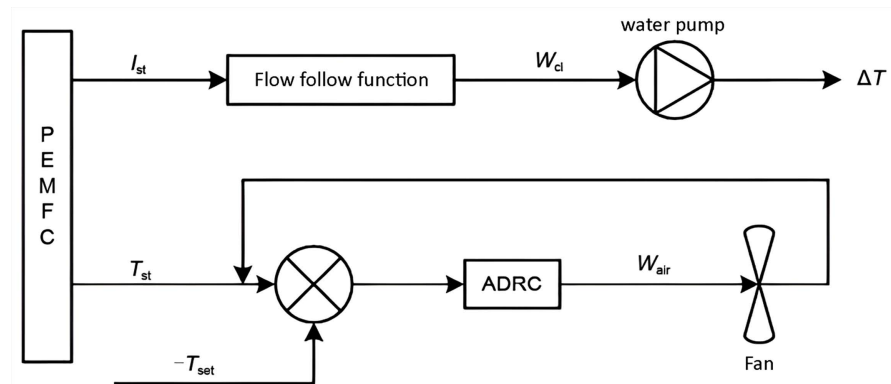 water pump
I_st
Flow follow function
W_cl
ΔT
P
E
M
F
C
T_st
ADRC
W_air
−T_set
Fan